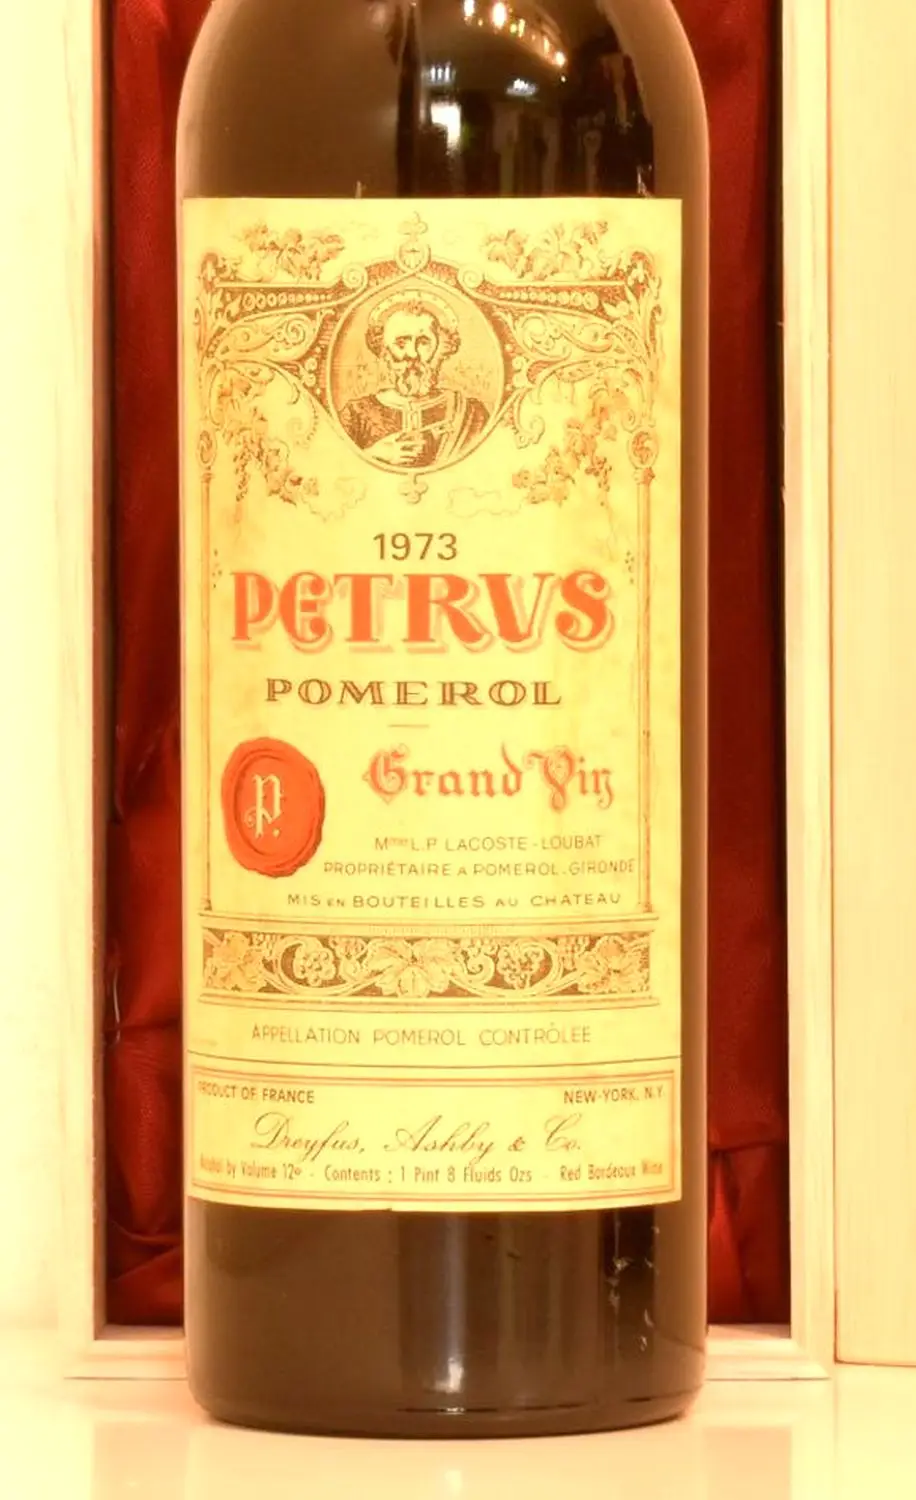 1973
PETRVS
POMEROL
Grand Vin
P.
Mme L.P LACOSTE-LOUBAT
PROPRIÉTAIRE A POMEROL-GIRONDE
MIS EN BOUTEILLES AU CHATEAU
APPELLATION POMEROL CONTRÔLÉE
PRODUCT OF FRANCE NEW-YORK, N.Y.
Dreyfus, Ashby & Co.
Alcohol by Volume 12° - Contents : 1 Pint 8 Fluids Ozs - Red Bordeaux Wine